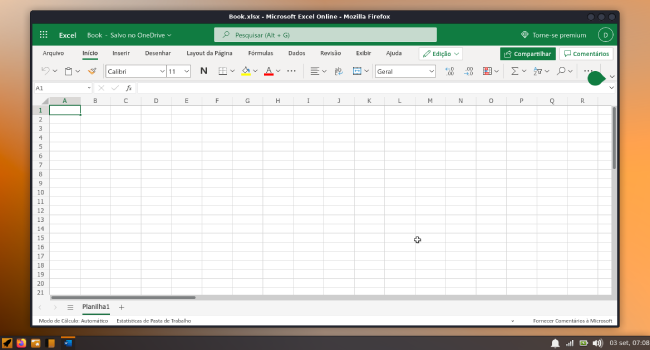 Book.xlsx - Microsoft Excel Online - Mozilla Firefox
Excel Book - Salvo no OneDrive Pesquisar (Alt + G) Torne-se premium D
Arquivo Início Inserir Desenhar Layout da Página Fórmulas Dados Revisão Exibir Ajuda Edição Compartilhar Comentários
Calibri 11 N A Geral
A1 fx
A B C D E F G H I J K L M N O P Q R
1
2
3
4
5
6
7
8
9
10
11
12
13
14
15
16
17
18
19
20
21
Planilha1 +
Modo de Cálculo: Automático Estatísticas de Pasta de Trabalho Fornecer Comentários à Microsoft
03 set, 07:08